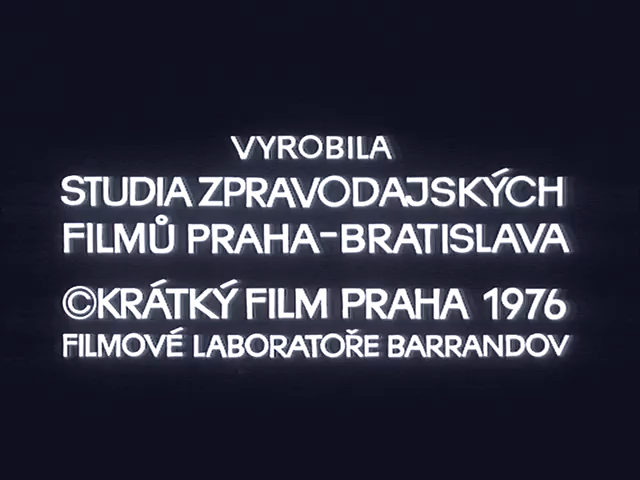 VYROBILA
STUDIA ZPRAVODAJSKÝCH
FILMŮ PRAHA-BRATISLAVA
©KRÁTKÝ FILM PRAHA 1976
FILMOVÉ LABORATOŘE BARRANDOV